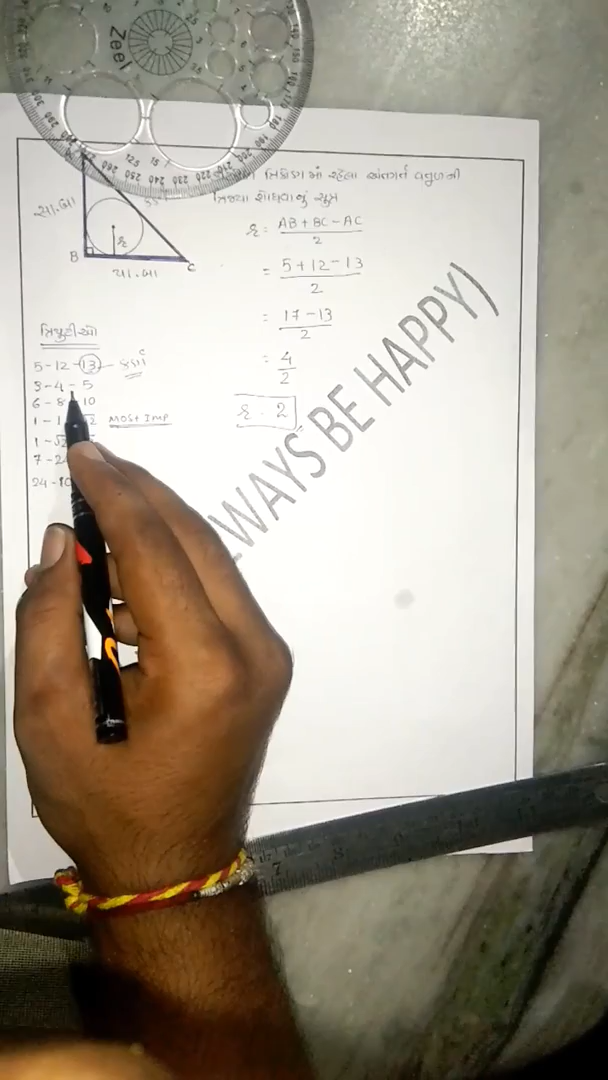 Zeel
ત્રિકોણમાં રહેલા અંતર્ગત વર્તુળની
ત્રિજ્યા શોધવાનું સૂત્ર
સા.બા
B
C
પા.બા
r = AB + BC - AC / 2
= 5 + 12 - 13 / 2
= 17 - 13 / 2
= 4 / 2
r = 2
ત્રિપુટીઓ
5 - 12 - 13 - કર્ણ
3 - 4 - 5
6 - 8 - 10
MOST IMP
ALWAYS BE HAPPY)